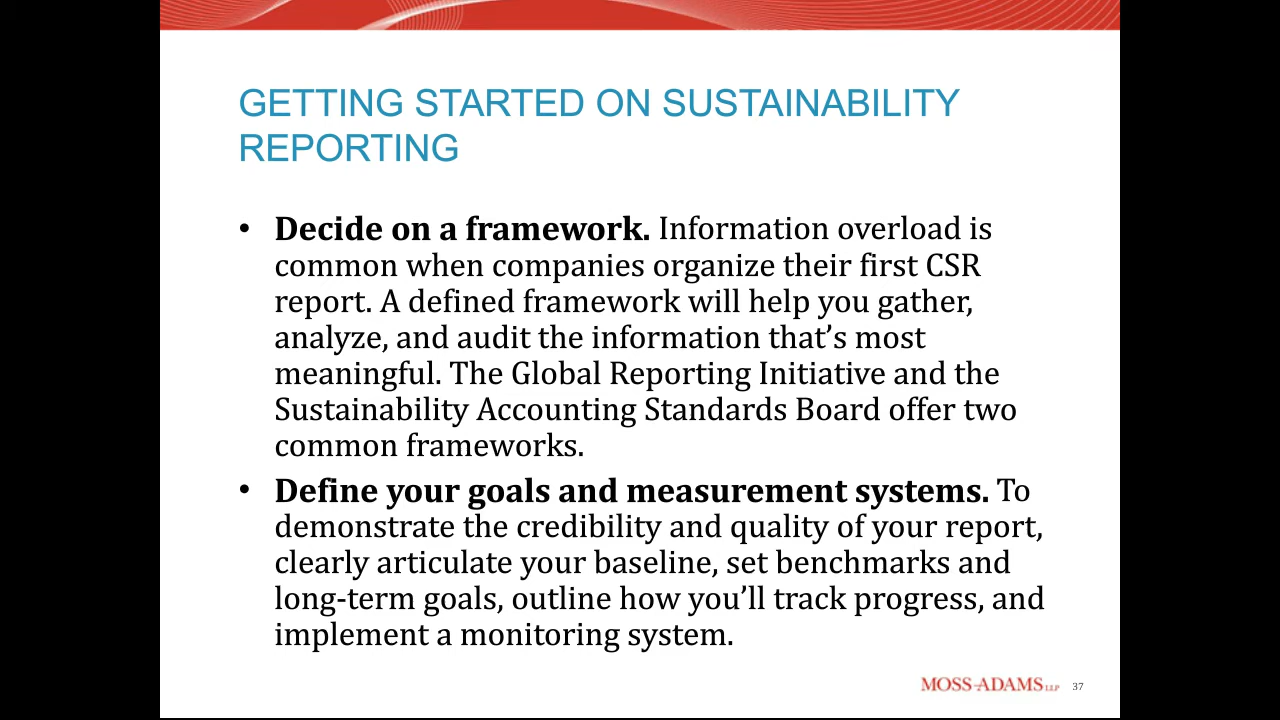 GETTING STARTED ON SUSTAINABILITY
REPORTING
• Decide on a framework. Information overload is
common when companies organize their first CSR
report. A defined framework will help you gather,
analyze, and audit the information that’s most
meaningful. The Global Reporting Initiative and the
Sustainability Accounting Standards Board offer two
common frameworks.
• Define your goals and measurement systems. To
demonstrate the credibility and quality of your report,
clearly articulate your baseline, set benchmarks and
long-term goals, outline how you’ll track progress, and
implement a monitoring system.
MOSS-ADAMS LLP 37